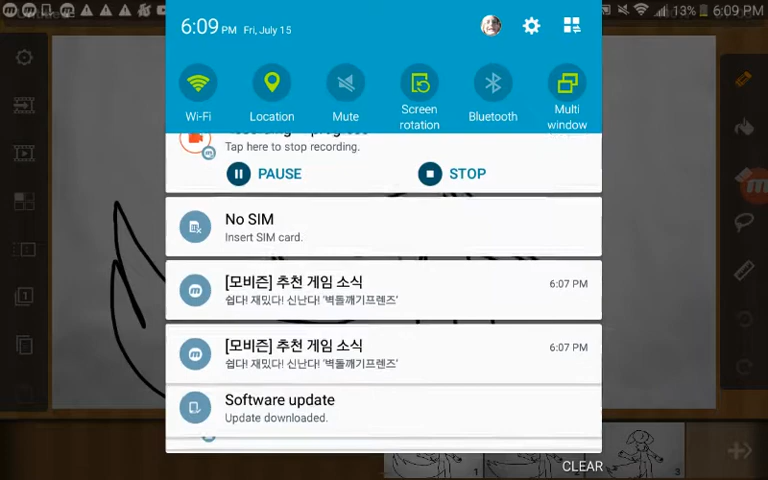 13% 6:09 PM
6:09 PM Fri, July 15
Wi-Fi
Location
Mute
Screen rotation
Bluetooth
Multi window
Tap here to stop recording.
PAUSE
STOP
No SIM
Insert SIM card.
[모비즌] 추천 게임 소식
6:07 PM
쉽다! 재밌다! 신난다! '벽돌깨기프렌즈'
[모비즌] 추천 게임 소식
6:07 PM
쉽다! 재밌다! 신난다! '벽돌깨기프렌즈'
Software update
Update downloaded.
1
2
3
CLEAR